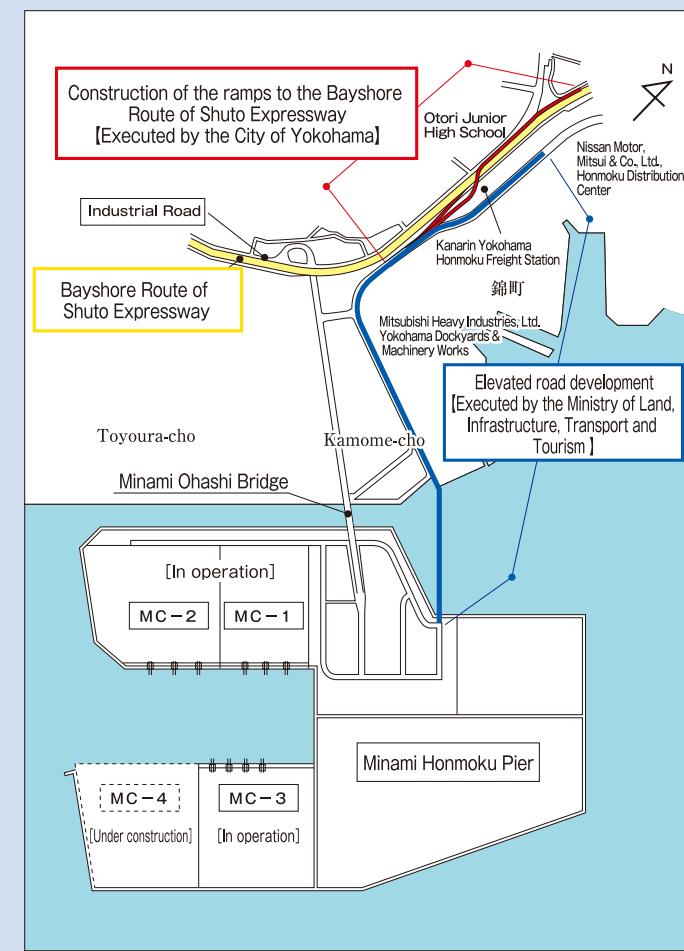 N
Construction of the ramps to the Bayshore
Route of Shuto Expressway
【Executed by the City of Yokohama】
Otori Junior
High School
Nissan Motor,
Mitsui & Co., Ltd.,
Honmoku Distribution
Center
Industrial Road
Kanarin Yokohama
Honmoku Freight Station
Bayshore Route of
Shuto Expressway
錦町
Mitsubishi Heavy Industries, Ltd.
Yokohama Dockyards &
Machinery Works
Elevated road development
【Executed by the Ministry of Land,
Infrastructure, Transport and
Tourism】
Toyoura-cho
Kamome-cho
Minami Ohashi Bridge
[In operation]
MC-2
MC-1
Minami Honmoku Pier
MC-4
MC-3
[Under construction]
[In operation]